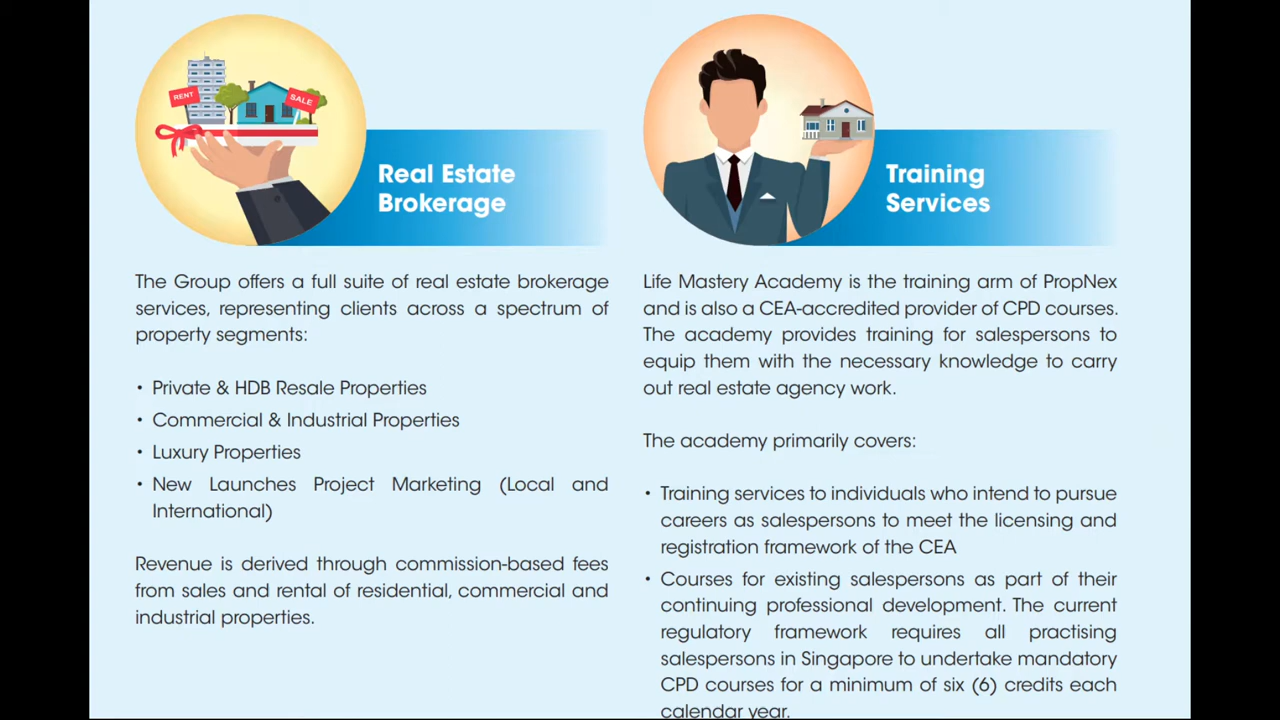 RENT
SALE
Real Estate
Brokerage
The Group offers a full suite of real estate brokerage
services, representing clients across a spectrum of
property segments:
• Private & HDB Resale Properties
• Commercial & Industrial Properties
• Luxury Properties
• New Launches Project Marketing (Local and
International)
Revenue is derived through commission-based fees
from sales and rental of residential, commercial and
industrial properties.
Training
Services
Life Mastery Academy is the training arm of PropNex
and is also a CEA-accredited provider of CPD courses.
The academy provides training for salespersons to
equip them with the necessary knowledge to carry
out real estate agency work.
The academy primarily covers:
• Training services to individuals who intend to pursue
careers as salespersons to meet the licensing and
registration framework of the CEA
• Courses for existing salespersons as part of their
continuing professional development. The current
regulatory framework requires all practising
salespersons in Singapore to undertake mandatory
CPD courses for a minimum of six (6) credits each
calendar year.